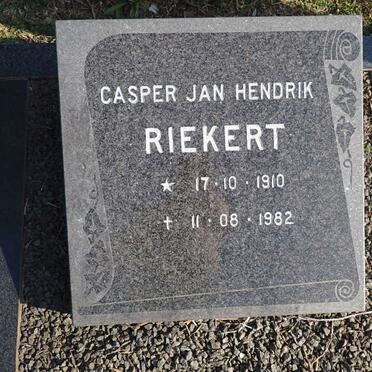 CASPER JAN HENDRIK
RIEKERT
★ 17·10·1910
✝ 11·08·1982